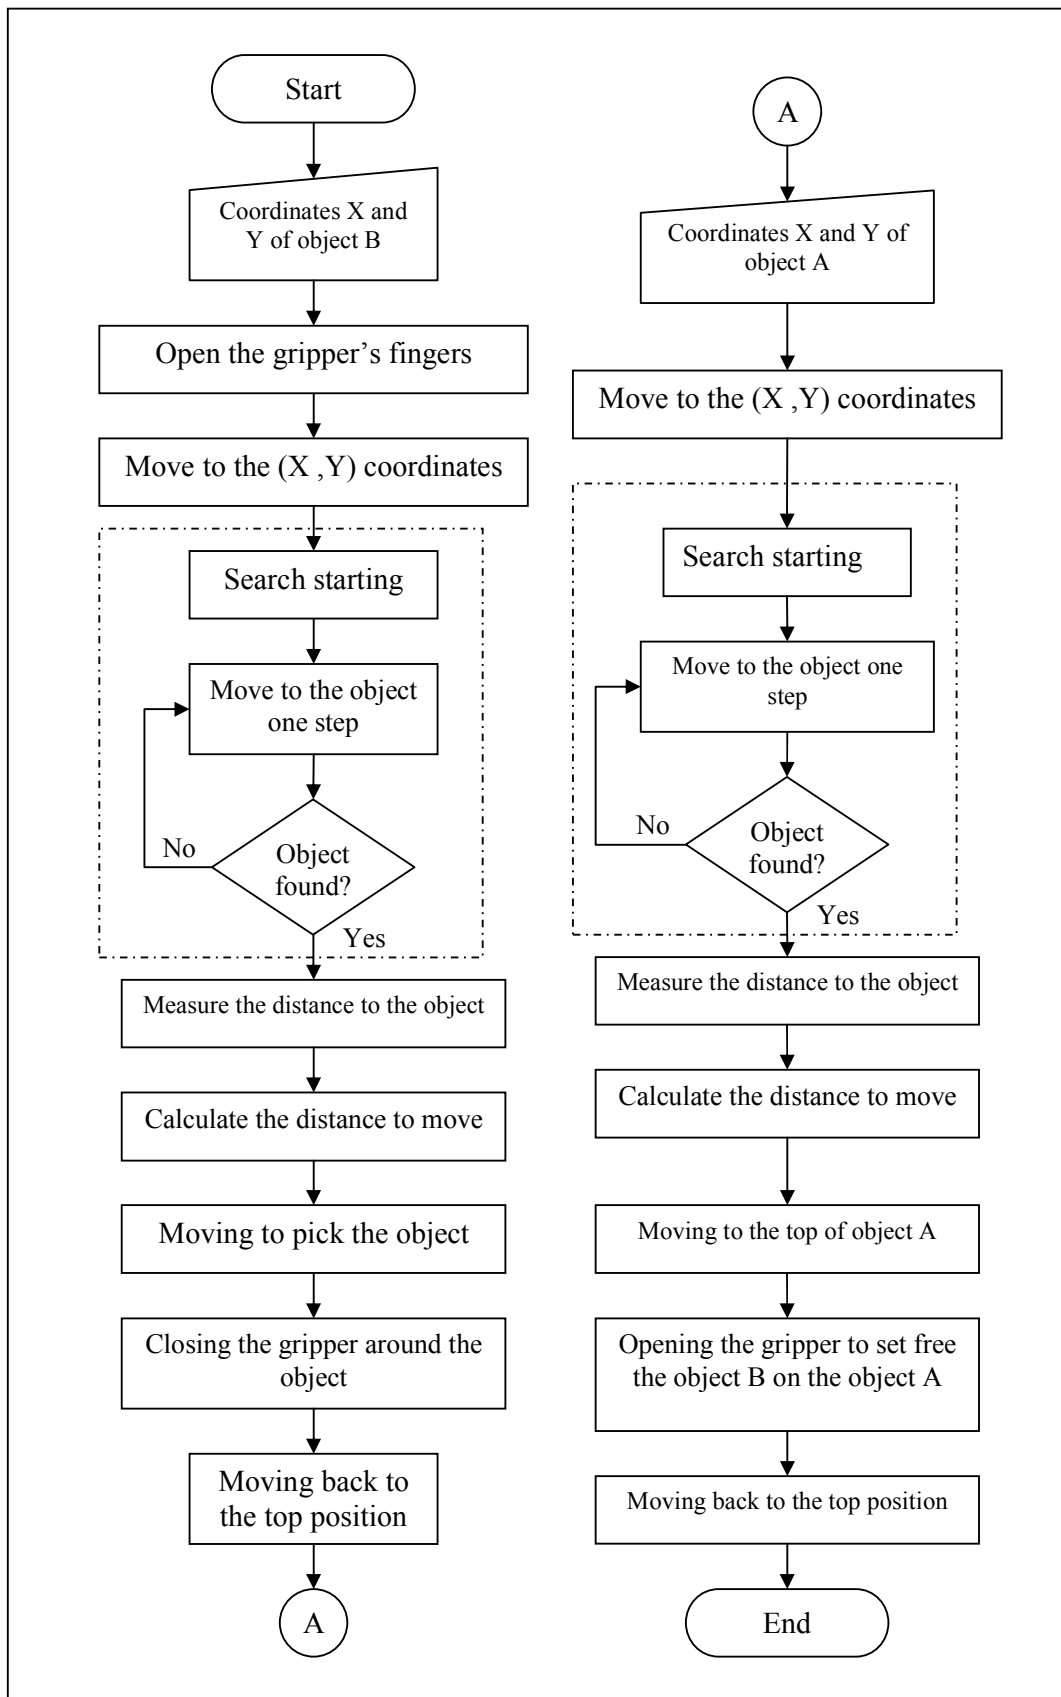 Start
Coordinates X and
Y of object B
Open the gripper’s fingers
Move to the (X ,Y) coordinates
Search starting
Move to the object
one step
No
Object
found?
Yes
Measure the distance to the object
Calculate the distance to move
Moving to pick the object
Closing the gripper around the
object
Moving back to
the top position
A
A
Coordinates X and Y of
object A
Move to the (X ,Y) coordinates
Search starting
Move to the object one
step
No
Object
found?
Yes
Measure the distance to the object
Calculate the distance to move
Moving to the top of object A
Opening the gripper to set free
the object B on the object A
Moving back to the top position
End